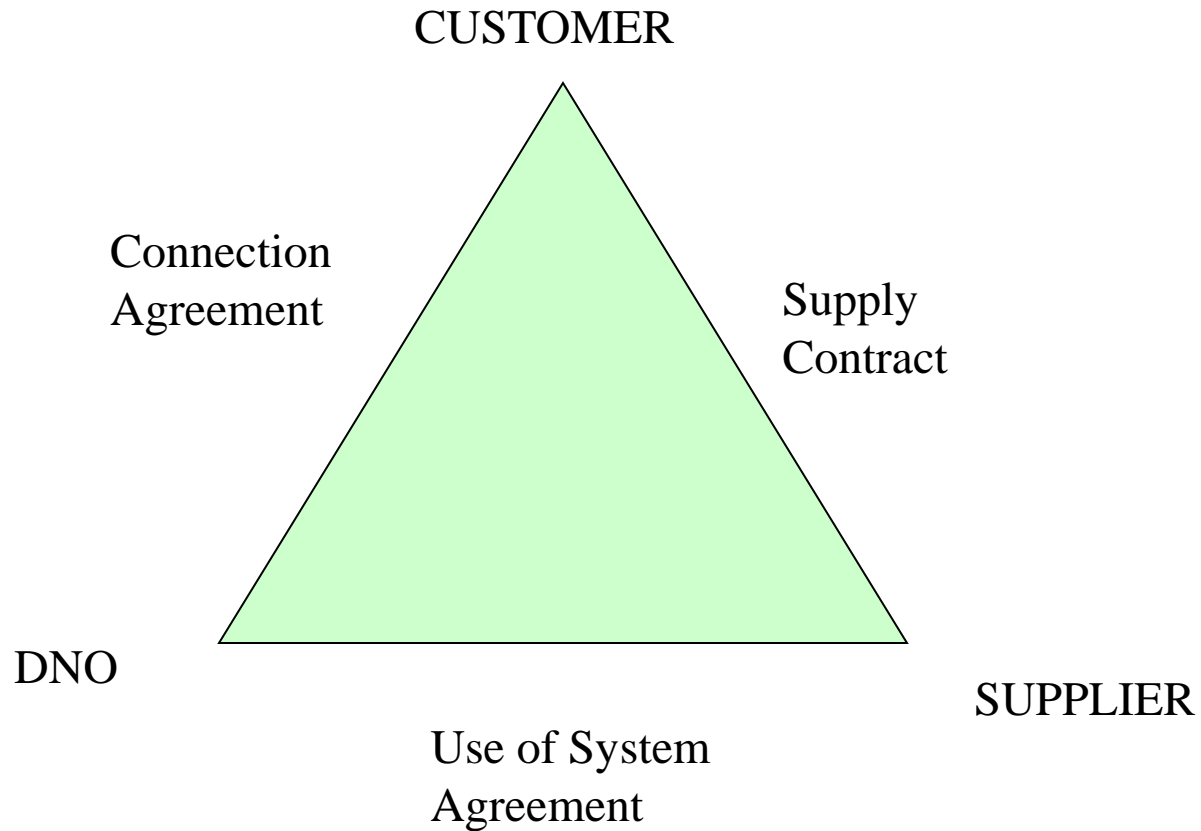 CUSTOMER
Connection
Agreement
Supply
Contract
DNO
SUPPLIER
Use of System
Agreement